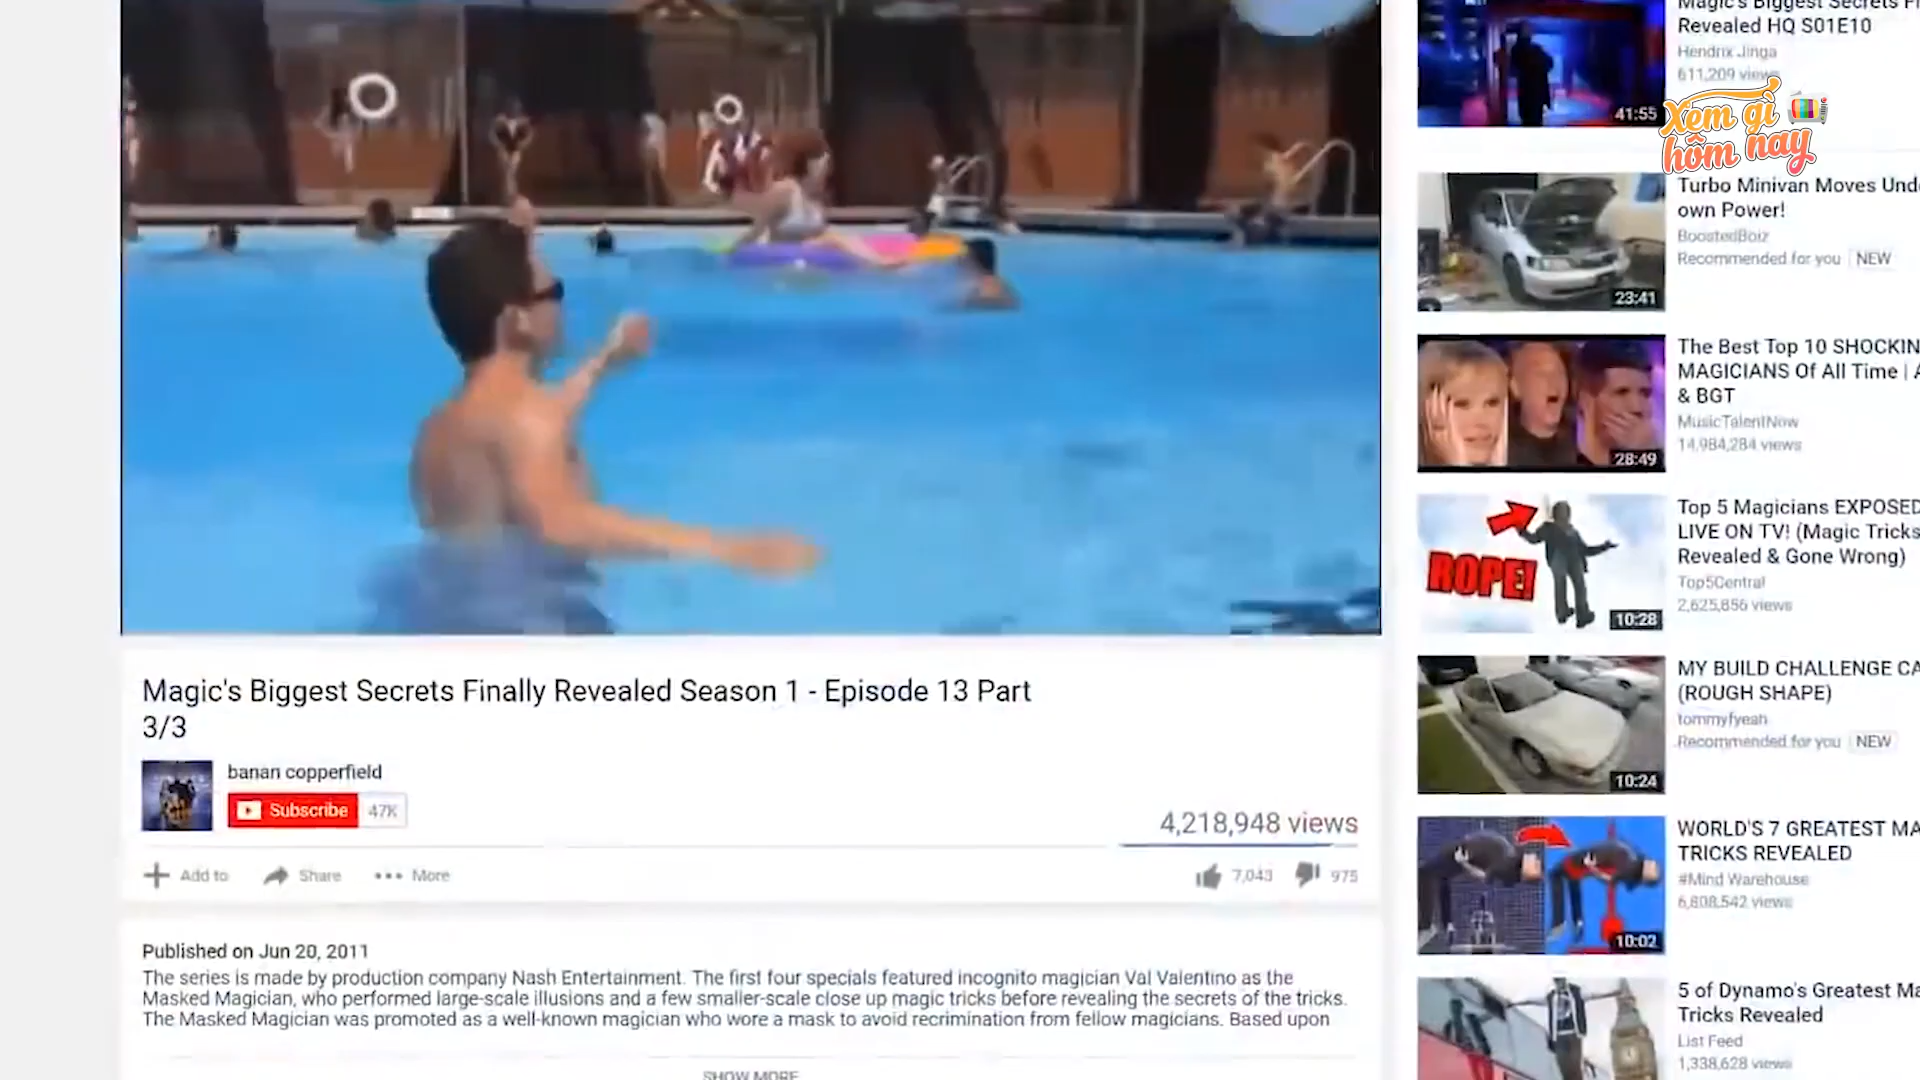 Magic's Biggest Secrets Finally Revealed Season 1 - Episode 13 Part
3/3
banan copperfield
Subscribe 47K
4,218,948 views
Add to Share More
7,043 975
Published on Jun 20, 2011
The series is made by production company Nash Entertainment. The first four specials featured incognito magician Val Valentino as the
Masked Magician, who performed large-scale illusions and a few smaller-scale close up magic tricks before revealing the secrets of the tricks.
The Masked Magician was promoted as a well-known magician who wore a mask to avoid recrimination from fellow magicians. Based upon
SHOW MORE
Magic's Biggest Secrets
Revealed HQ S01E10
Hendrix Jinga
611,209 views
41:55
Xem gì
hôm nay
Turbo Minivan Moves
own Power!
BoostedBoiz
Recommended for you NEW
23:41
The Best Top 10
MAGICIANS Of All Time |
& BGT
MusicTalentNow
14,984,284 views
28:49
Top 5 Magicians EXPOSED
LIVE ON TV! (Magic Tricks
Revealed & Gone Wrong)
Top5Central
2,625,856 views
ROPE!
10:28
MY BUILD CHALLENGE
(ROUGH SHAPE)
tommyfyeah
Recommended for you NEW
10:24
WORLD'S 7 GREATEST
TRICKS REVEALED
#Mind Warehouse
6,808,542 views
10:02
5 of Dynamo's Greatest
Tricks Revealed
List Feed
1,338,628 views